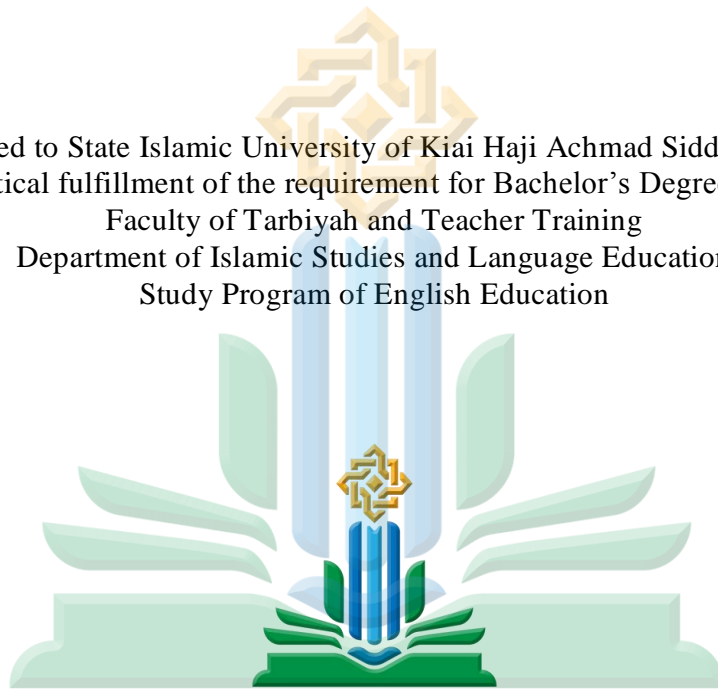 ed to State Islamic University of Kiai Haji Achmad Sidd
tical fulfillment of the requirement for Bachelor’s Degre
Faculty of Tarbiyah and Teacher Training
Department of Islamic Studies and Language Education
Study Program of English Education